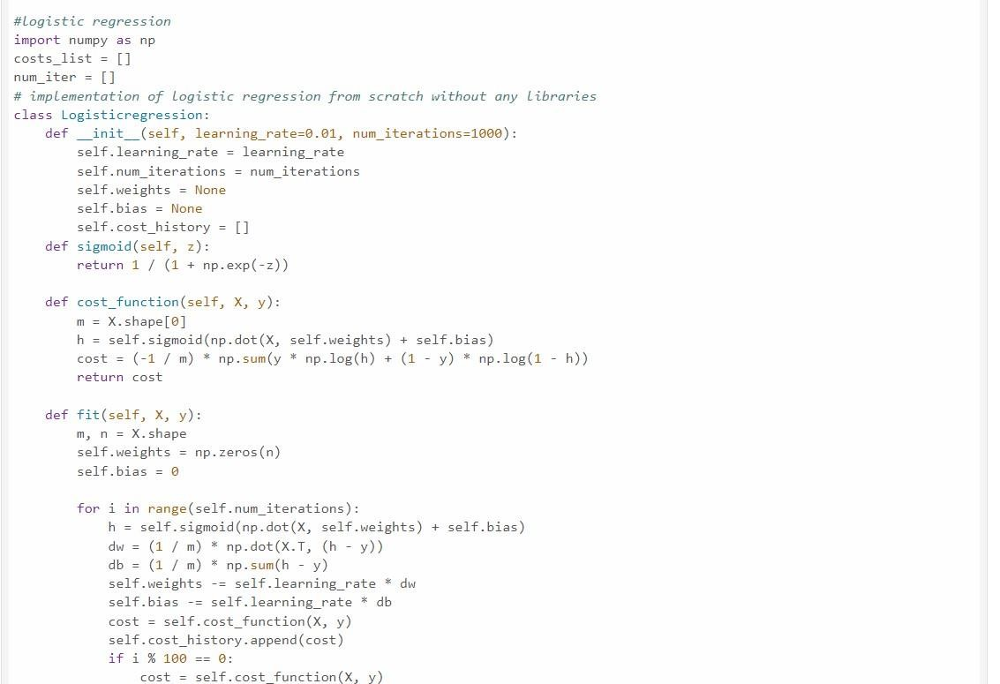 #logistic regression
import numpy as np
costs_list = []
num_iter = []
# implementation of logistic regression from scratch without any libraries
class Logisticregression:
    def __init__(self, learning_rate=0.01, num_iterations=1000):
        self.learning_rate = learning_rate
        self.num_iterations = num_iterations
        self.weights = None
        self.bias = None
        self.cost_history = []
    def sigmoid(self, z):
        return 1 / (1 + np.exp(-z))

    def cost_function(self, X, y):
        m = X.shape[0]
        h = self.sigmoid(np.dot(X, self.weights) + self.bias)
        cost = (-1 / m) * np.sum(y * np.log(h) + (1 - y) * np.log(1 - h))
        return cost

    def fit(self, X, y):
        m, n = X.shape
        self.weights = np.zeros(n)
        self.bias = 0

        for i in range(self.num_iterations):
            h = self.sigmoid(np.dot(X, self.weights) + self.bias)
            dw = (1 / m) * np.dot(X.T, (h - y))
            db = (1 / m) * np.sum(h - y)
            self.weights -= self.learning_rate * dw
            self.bias -= self.learning_rate * db
            cost = self.cost_function(X, y)
            self.cost_history.append(cost)
            if i % 100 == 0:
                cost = self.cost_function(X, y)